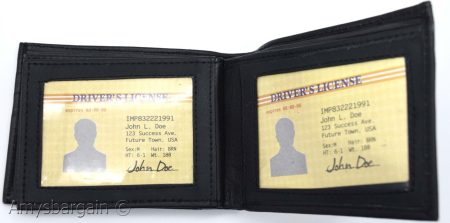 DRIVER'S LICENSE
IMP832221991
John L. Doe
123 Success Ave.
Future Town. USA
Sex:M Hair: BRN
HT: 6-1 Wt. 188
John Doe
DRIVER'S LICENSE
IMP832221991
John L. Doe
123 Success Ave.
Future Town. USA
Sex:M Hair: BRN
HT: 6-1 Wt. 188
John Doe
Amysbargain ©